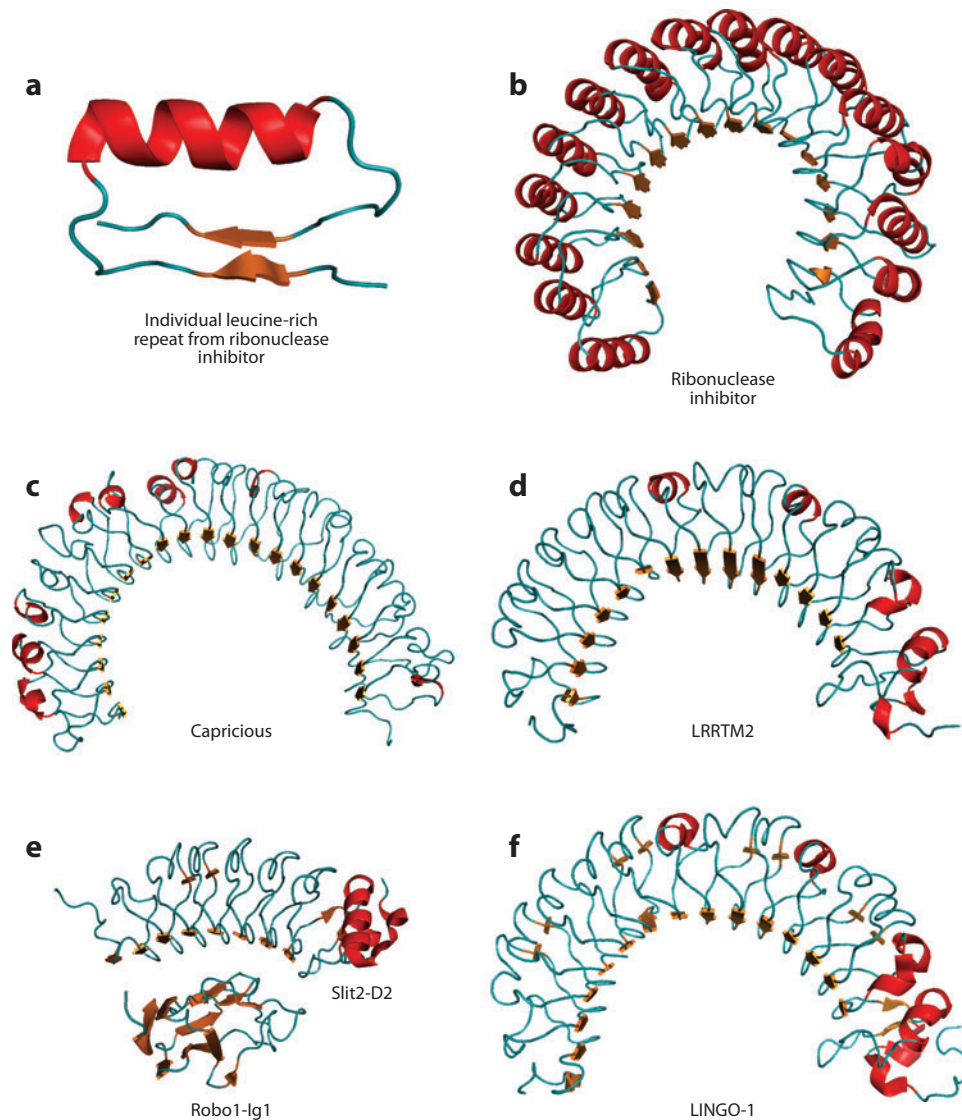 a
Individual leucine-rich
repeat from ribonuclease
inhibitor
b
Ribonuclease
inhibitor
c
Capricious
d
LRRTM2
e
Slit2-D2
Robo1-Ig1
f
LINGO-1